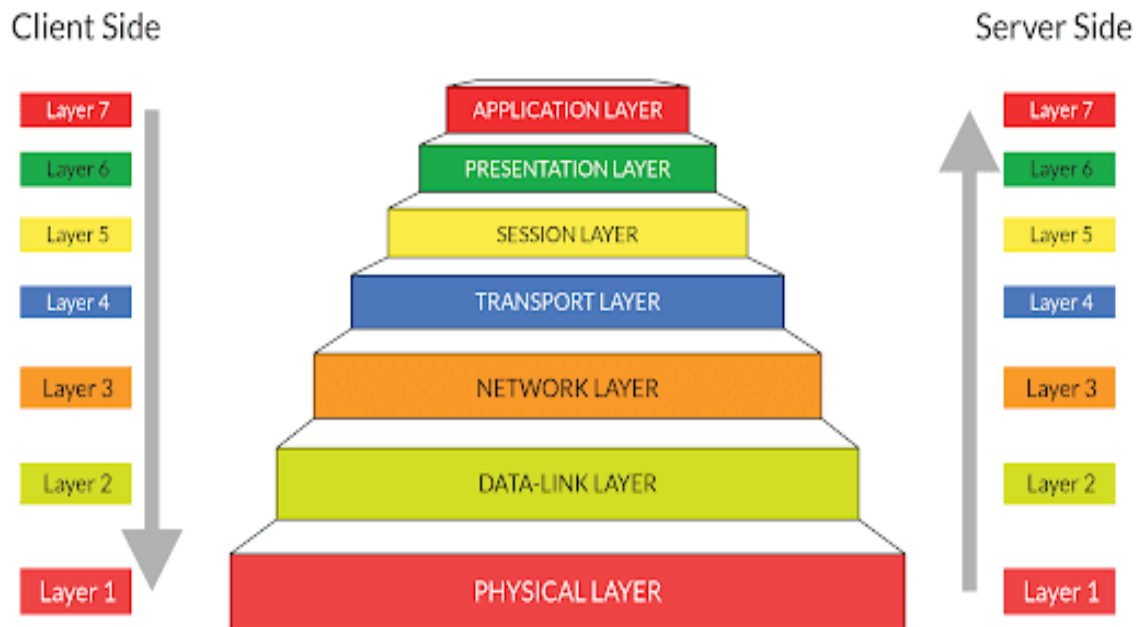 Client Side
Server Side
Layer 7
APPLICATION LAYER
Layer 7
Layer 6
PRESENTATION LAYER
Layer 6
Layer 5
SESSION LAYER
Layer 5
Layer 4
TRANSPORT LAYER
Layer 4
Layer 3
NETWORK LAYER
Layer 3
Layer 2
DATA-LINK LAYER
Layer 2
Layer 1
PHYSICAL LAYER
Layer 1